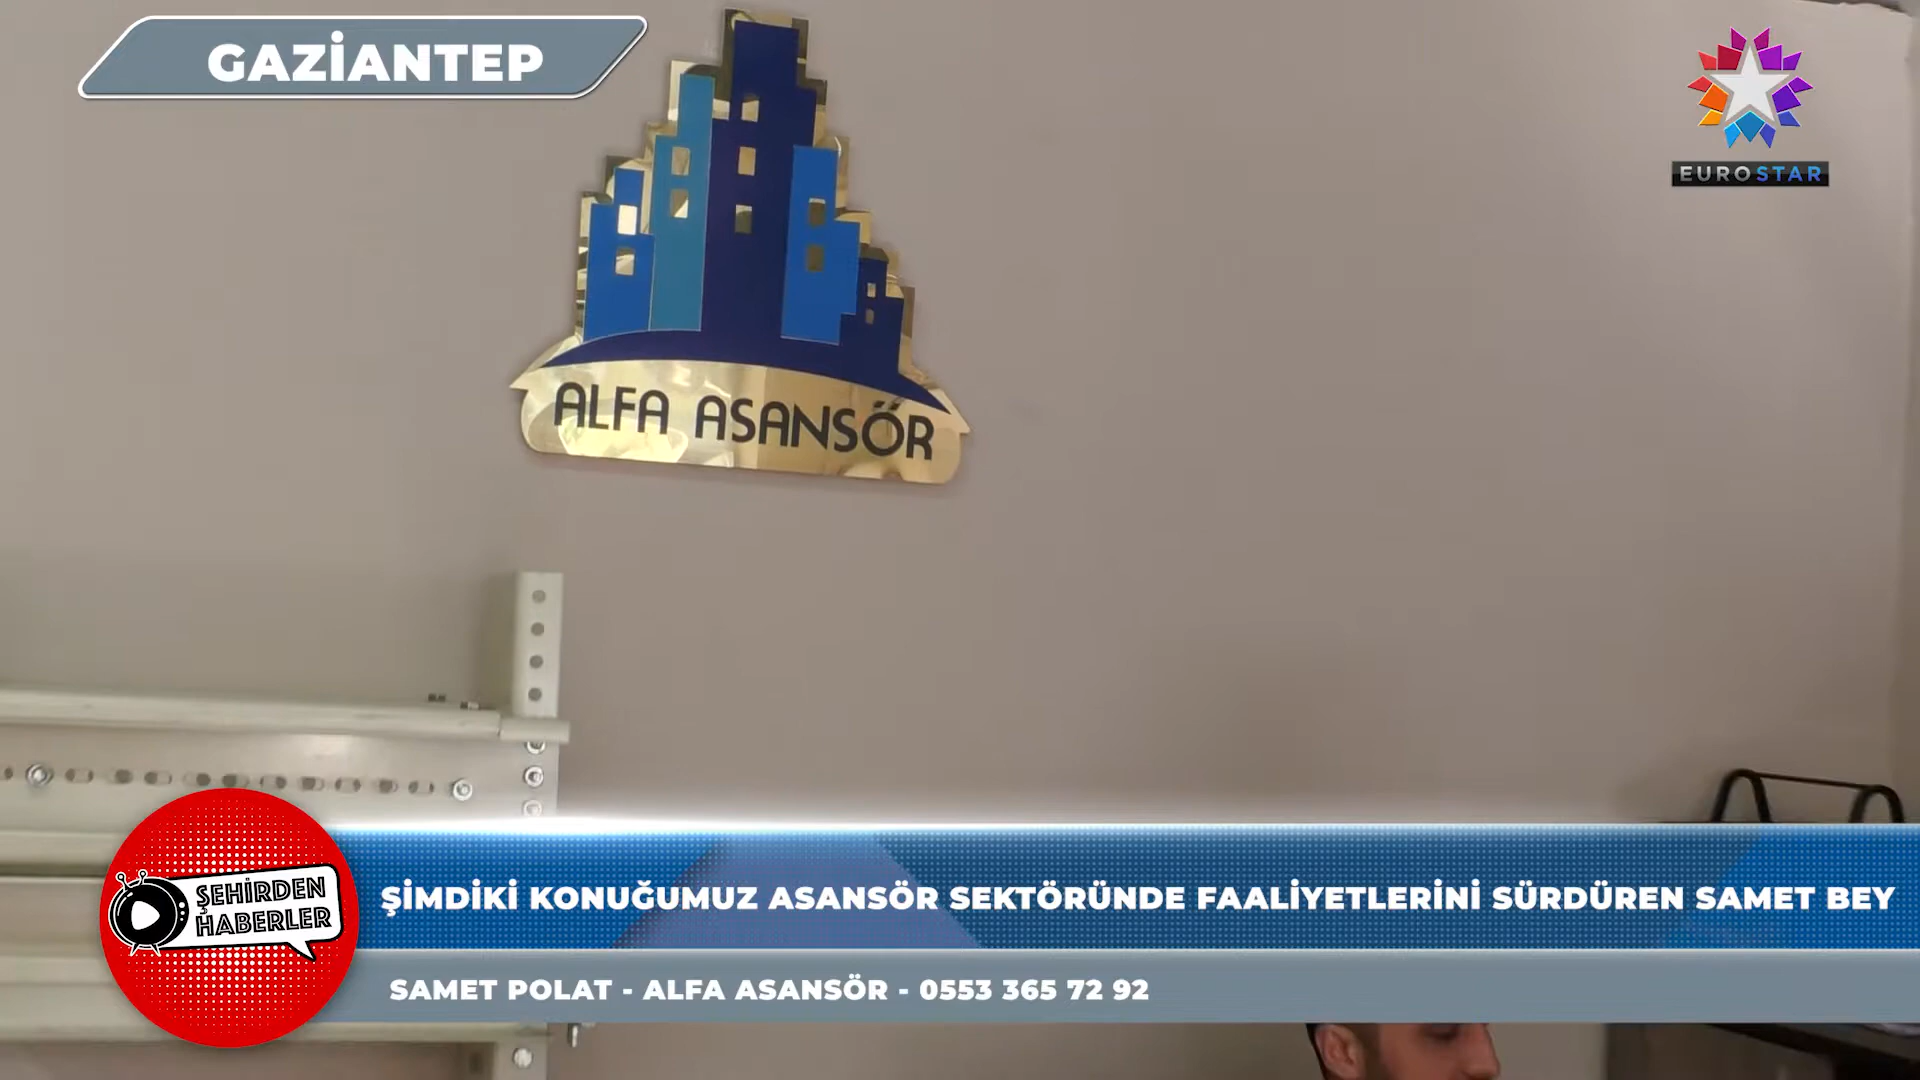 GAZİANTEP
EUROSTAR
ALFA ASANSÖR
ŞEHİRDEN
HABERLER
ŞİMDİKİ KONUĞUMUZ ASANSÖR SEKTÖRÜNDE FAALİYETLERİNİ SÜRDÜREN SAMET BEY
SAMET POLAT - ALFA ASANSÖR - 0553 365 72 92